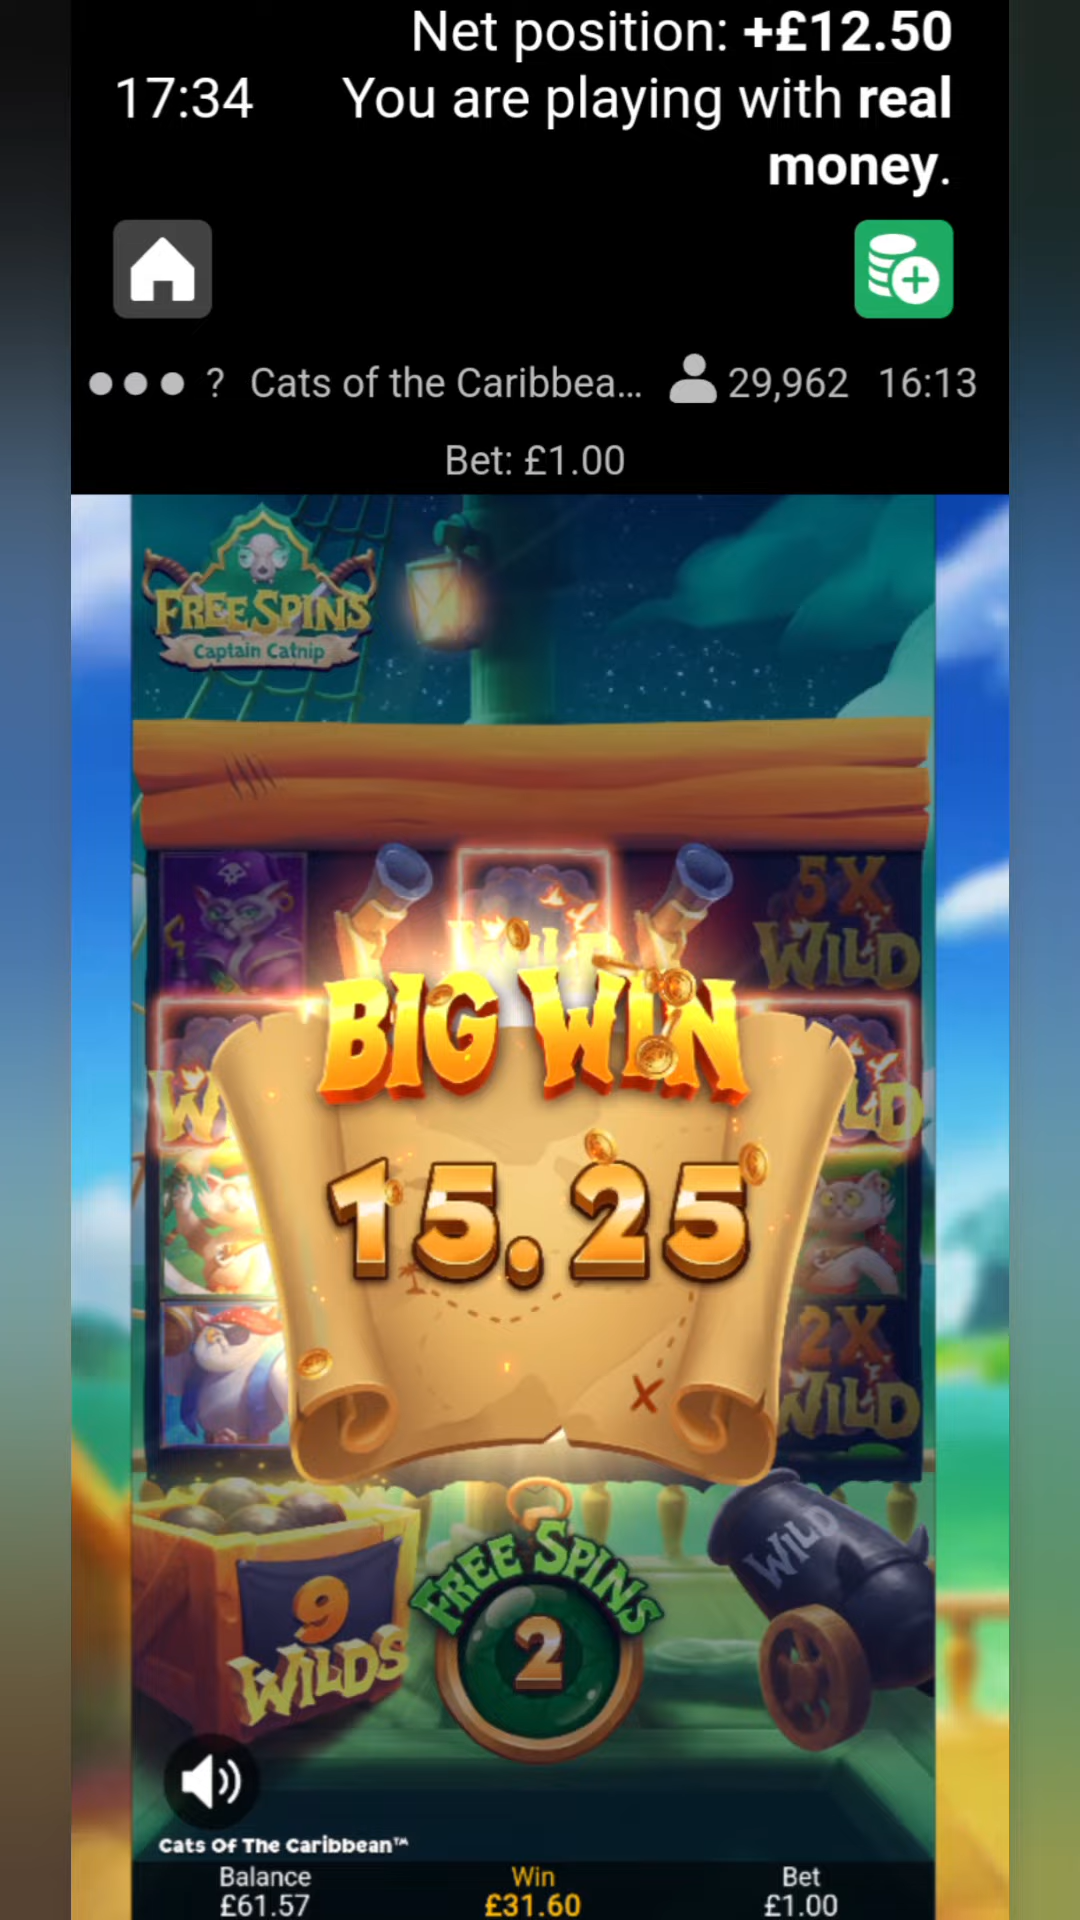 Net position: +£12.50
17:34 You are playing with real
money.
? Cats of the Caribbea... 29,962 16:13
Bet: £1.00
FREE SPINS
Captain Catnip
5X
WILD
WILD
BIG WIN
15.25
2X
WILD
9
WILDS
FREE SPINS
2
WILD
Cats Of The Caribbean™
Balance Win Bet
£61.57 £31.60 £1.00